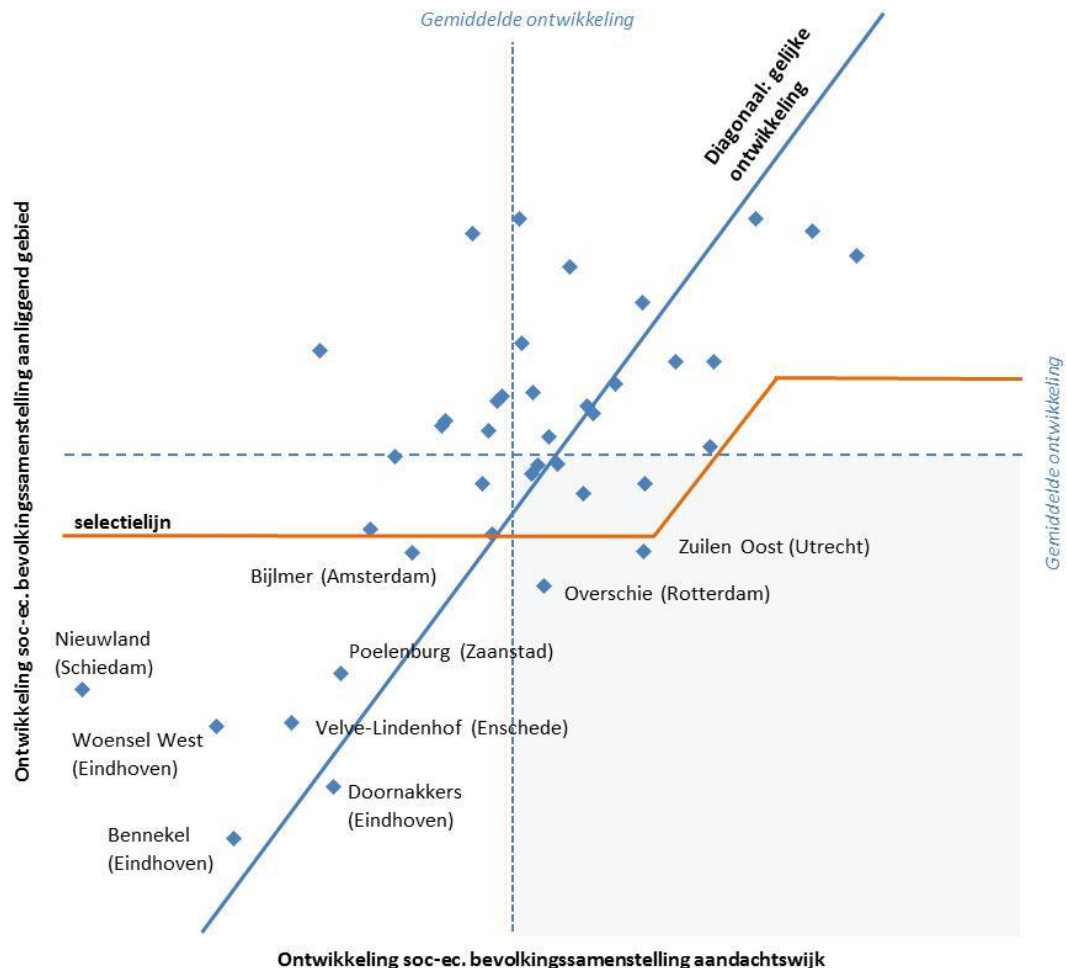 Gemiddelde ontwikkeling
Diagonaal: gelijke
ontwikkeling
Ontwikkeling soc-ec. bevolkingssamenstelling aanliggend gebied
Gemiddelde ontwikkeling
selectielijn
Zuilen Oost (Utrecht)
Bijlmer (Amsterdam)
Overschie (Rotterdam)
Nieuwland
(Schiedam)
Poelenburg (Zaanstad)
Woensel West
(Eindhoven)
Velve-Lindenhof (Enschede)
Doornakkers
(Eindhoven)
Bennekel
(Eindhoven)
Ontwikkeling soc-ec. bevolkingssamenstelling aandachtswijk